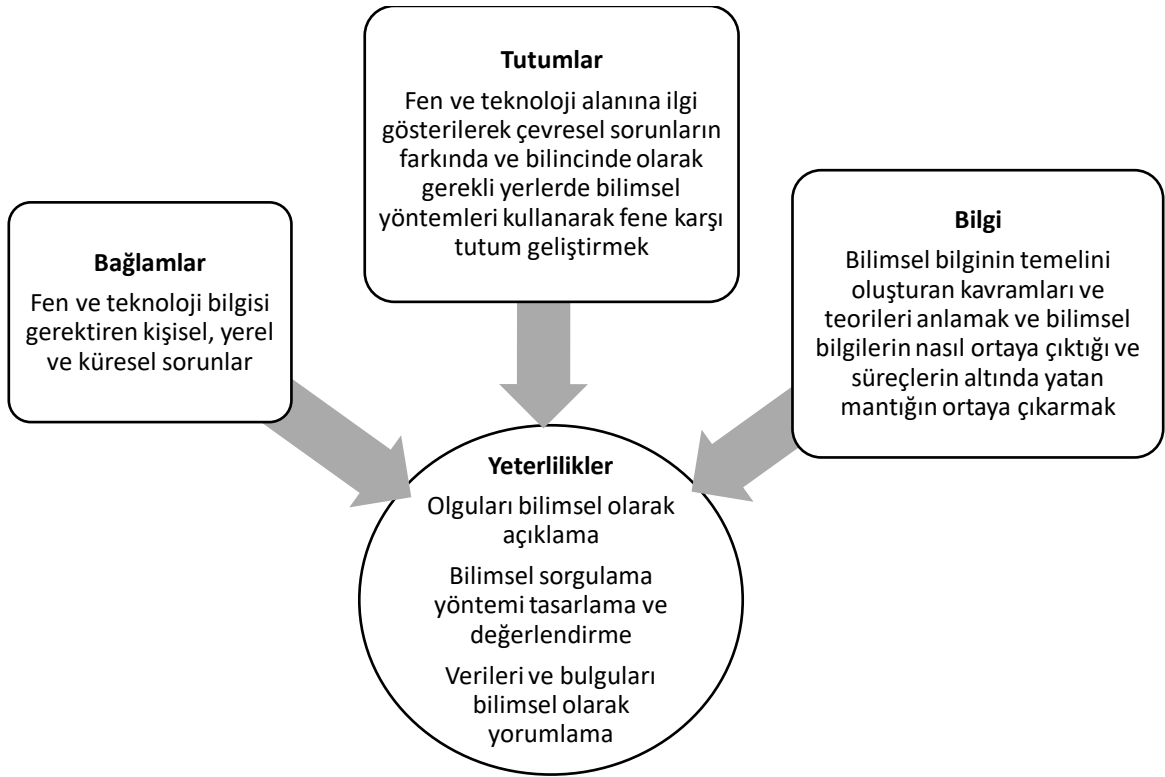 Tutumlar
Fen ve teknoloji alanına ilgi
gösterilerek çevresel sorunların
farkında ve bilincinde olarak
gerekli yerlerde bilimsel
yöntemleri kullanarak fene karşı
tutum geliştirmek
Bağlamlar
Fen ve teknoloji bilgisi
gerektiren kişisel, yerel
ve küresel sorunlar
Bilgi
Bilimsel bilginin temelini
oluşturan kavramları ve
teorileri anlamak ve bilimsel
bilgilerin nasıl ortaya çıktığı ve
süreçlerin altında yatan
mantığın ortaya çıkarmak
Yeterlilikler
Olguları bilimsel olarak
açıklama
Bilimsel sorgulama
yöntemi tasarlama ve
değerlendirme
Verileri ve bulguları
bilimsel olarak
yorumlama